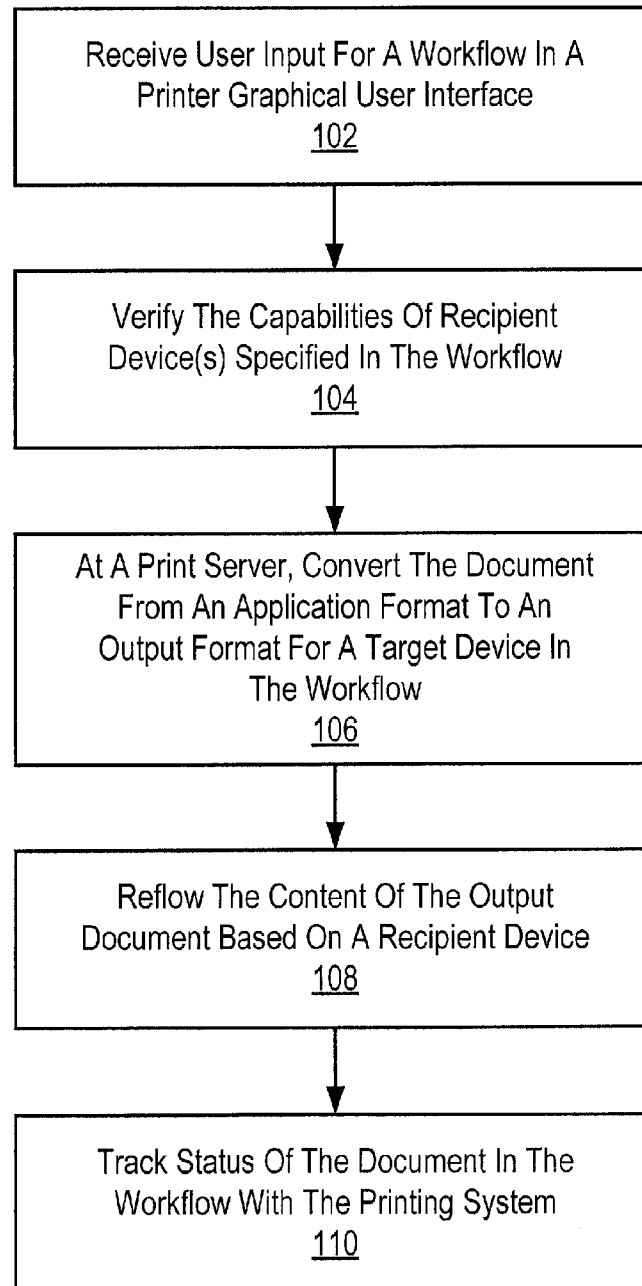 Receive User Input For A Workflow In A
Printer Graphical User Interface
102
Verify The Capabilities Of Recipient
Device(s) Specified In The Workflow
104
At A Print Server, Convert The Document
From An Application Format To An
Output Format For A Target Device In
The Workflow
106
Reflow The Content Of The Output
Document Based On A Recipient Device
108
Track Status Of The Document In The
Workflow With The Printing System
110